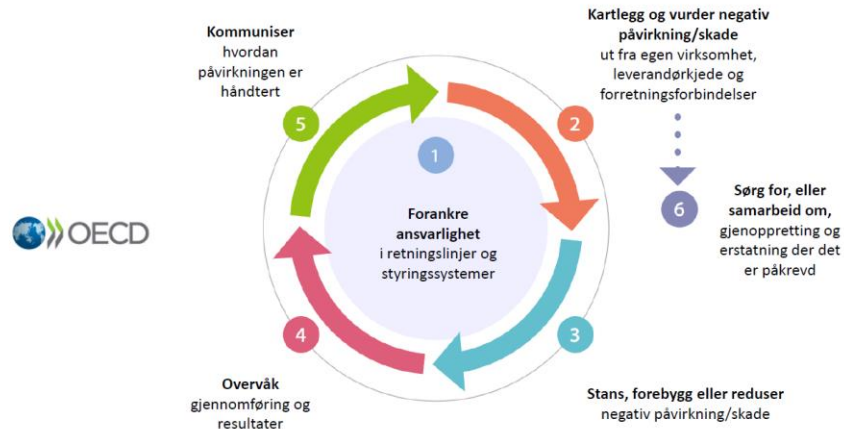 OECD
1
Forankre
ansvarlighet
i retningslinjer og
styringssystemer
2
Kartlegg og vurder negativ
påvirkning/skade
ut fra egen virksomhet,
leverandørkjede og
forretningsforbindelser
6
Sørg for, eller
samarbeid om,
gjenoppretting og
erstatning der det
er påkrevd
3
Stans, forebygg eller reduser
negativ påvirkning/skade
4
Overvåk
gjennomføring og
resultater
5
Kommuniser
hvordan
påvirkningen er
håndtert